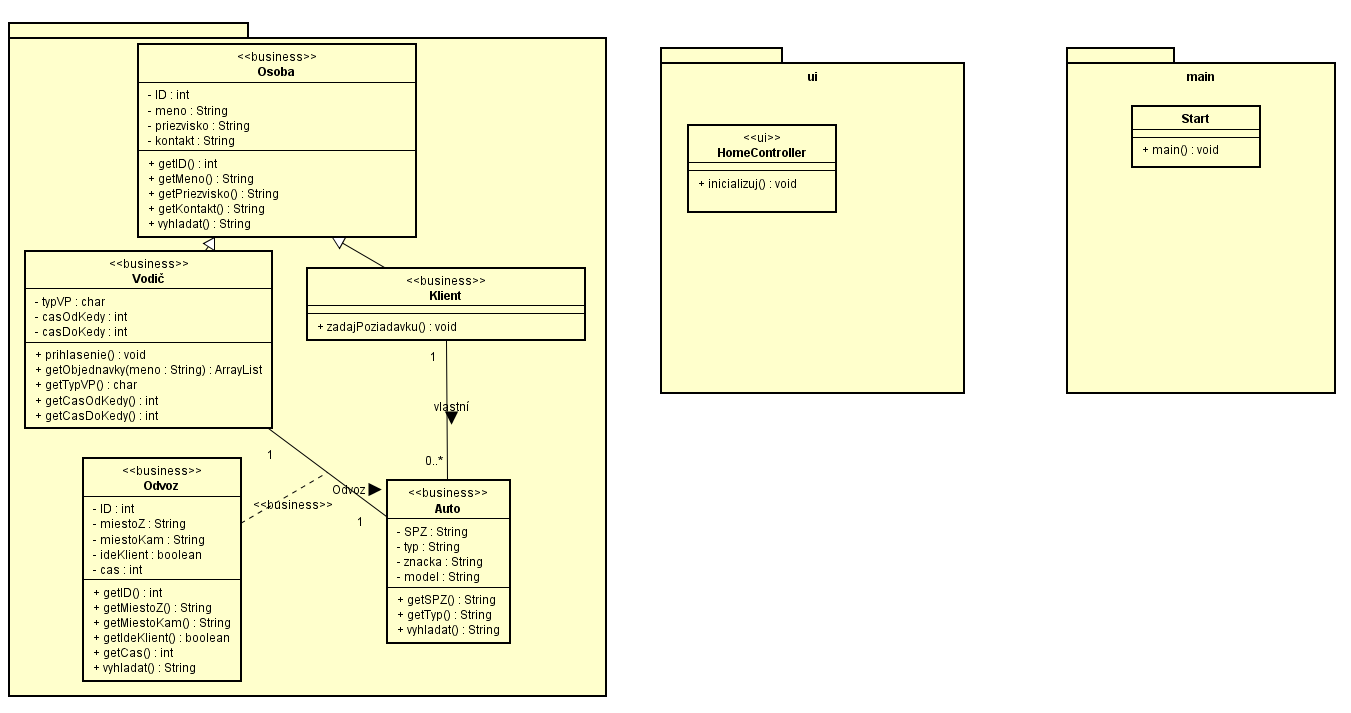 <<business>>
Osoba
- ID : int
- meno : String
- priezvisko : String
- kontakt : String
+ getID() : int
+ getMeno() : String
+ getPriezvisko() : String
+ getKontakt() : String
+ vyhladat() : String
<<business>>
Vodič
- typVP : char
- casOdKedy : int
- casDoKedy : int
+ prihlasenie() : void
+ getObjednavky(meno : String) : ArrayList
+ getTypVP() : char
+ getCasOdKedy() : int
+ getCasDoKedy() : int
<<business>>
Klient
+ zadajPoziadavku() : void
1
vlastní
0..*
1
Odvoz
<<business>>
1
<<business>>
Odvoz
- ID : int
- miestoZ : String
- miestoKam : String
- ideKlient : boolean
- cas : int
+ getID() : int
+ getMiestoZ() : String
+ getMiestoKam() : String
+ getIdeKlient() : boolean
+ getCas() : int
+ vyhladat() : String
<<business>>
Auto
- SPZ : String
- typ : String
- znacka : String
- model : String
+ getSPZ() : String
+ getTyp() : String
+ vyhladat() : String
ui
<<ui>>
HomeController
+ inicializuj() : void
main
Start
+ main() : void